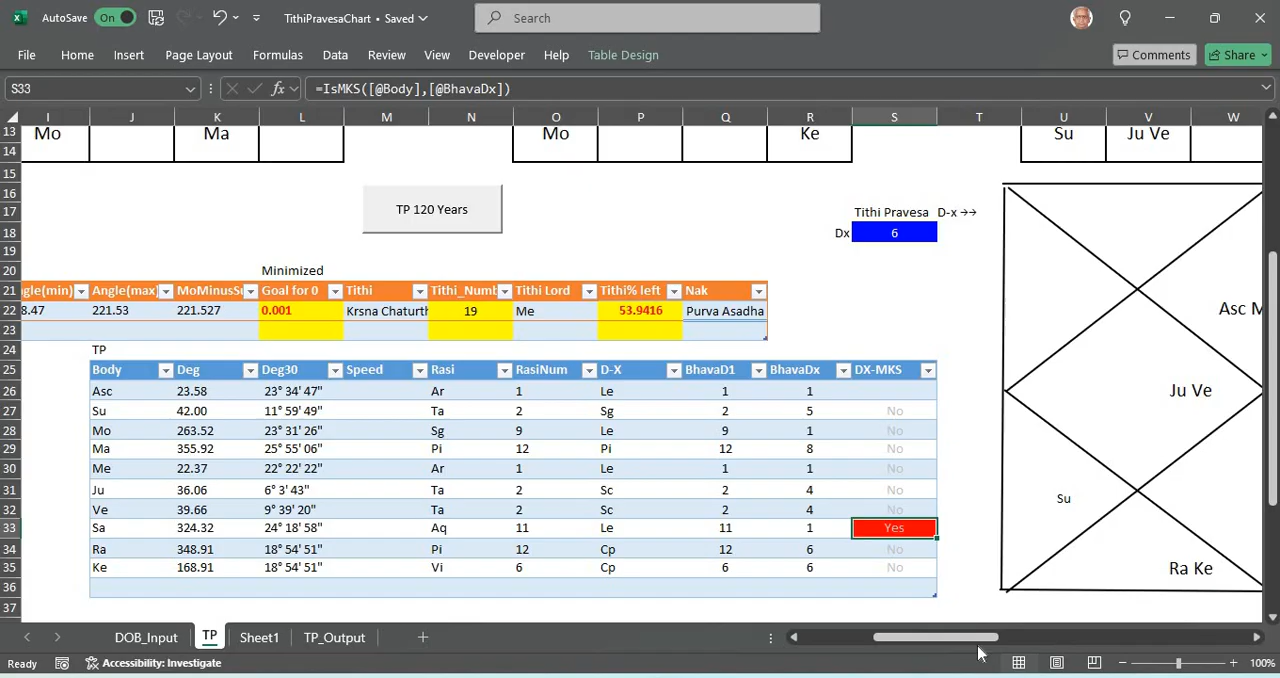 AutoSave On TithiPravesaChart • Saved Search
File Home Insert Page Layout Formulas Data Review View Developer Help Table Design Comments Share
S33 fx =IsMKS([@Body],[@BhavaDx])
I J K L M N O P Q R S T U V W
13 Mo Ma Mo Ke Su Ju Ve
14
15
16
17 TP 120 Years Tithi Pravesa D-x →→
18 Dx 6
19
20 Minimized
21 gle(min) Angle(max) MoMinusSu Goal for 0 Tithi Tithi_Numb Tithi Lord Tithi% left Nak
22 8.47 221.53 221.527 0.001 Krsna Chaturth 19 Me 53.9416 Purva Asadha Asc M
23
24 TP
25 Body Deg Deg30 Speed Rasi RasiNum D-X BhavaD1 BhavaDx DX-MKS
26 Asc 23.58 23° 34' 47" Ar 1 Le 1 1 Ju Ve
27 Su 42.00 11° 59' 49" Ta 2 Sg 2 5 No
28 Mo 263.52 23° 31' 26" Sg 9 Le 9 1 No
29 Ma 355.92 25° 55' 06" Pi 12 Pi 12 8 No
30 Me 22.37 22° 22' 22" Ar 1 Le 1 1 No
31 Ju 36.06 6° 3' 43" Ta 2 Sc 2 4 No Su
32 Ve 39.66 9° 39' 20" Ta 2 Sc 2 4 No
33 Sa 324.32 24° 18' 58" Aq 11 Le 11 1 Yes
34 Ra 348.91 18° 54' 51" Pi 12 Cp 12 6 No
35 Ke 168.91 18° 54' 51" Vi 6 Cp 6 6 No Ra Ke
36
37
DOB_Input TP Sheet1 TP_Output
Ready Accessibility: Investigate 100%